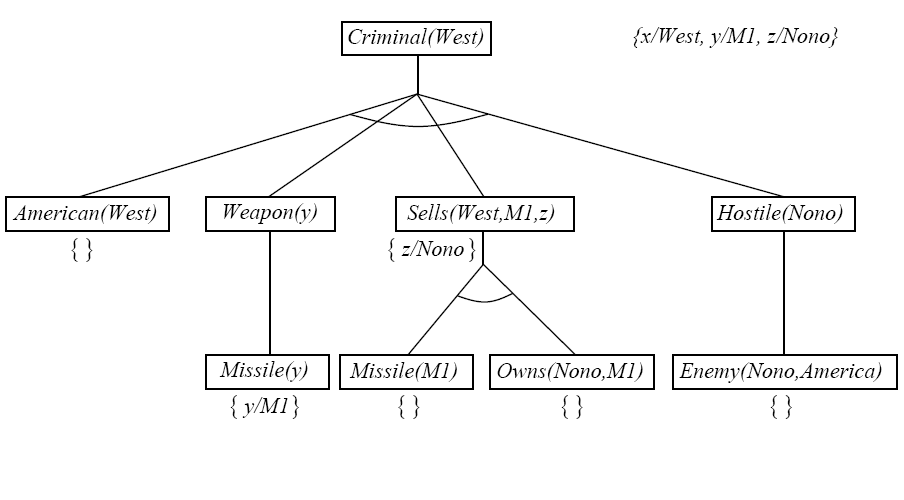 Criminal(West)
{x/West, y/M1, z/Nono}
American(West)
Weapon(y)
Sells(West,M1,z)
Hostile(Nono)
{ }
{ z/Nono }
Missile(y)
Missile(M1)
Owns(Nono,M1)
Enemy(Nono,America)
{ y/M1 }
{ }
{ }
{ }